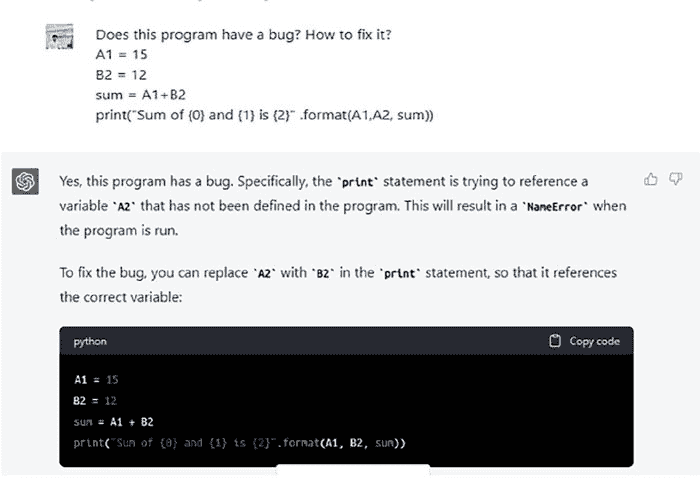 Does this program have a bug? How to fix it?
A1 = 15
B2 = 12
sum = A1+B2
print("Sum of {0} and {1} is {2}" .format(A1,A2, sum))
Yes, this program has a bug. Specifically, the `print` statement is trying to reference a
variable `A2` that has not been defined in the program. This will result in a `NameError` when
the program is run.
To fix the bug, you can replace `A2` with `B2` in the `print` statement, so that it references
the correct variable:
python
Copy code
A1 = 15
B2 = 12
sum = A1 + B2
print("Sum of {0} and {1} is {2}".format(A1, B2, sum))